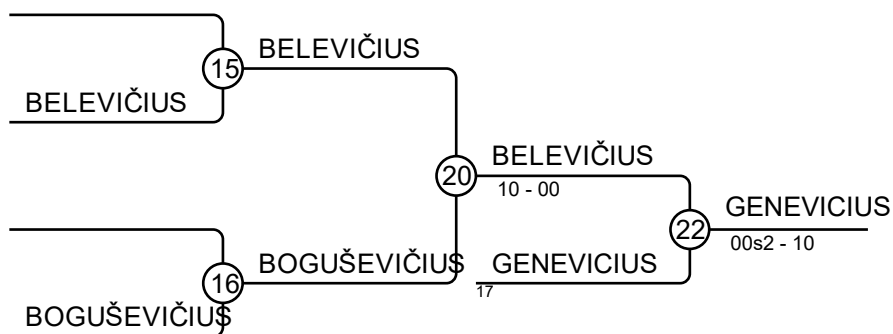 BELEVIČIUS
15
BELEVIČIUS
BELEVIČIUS
20
10 - 00
GENEVICIUS
22
00s2 - 10
BOGUŠEVIČIUS
GENEVICIUS
16
17
BOGUŠEVIČIUS